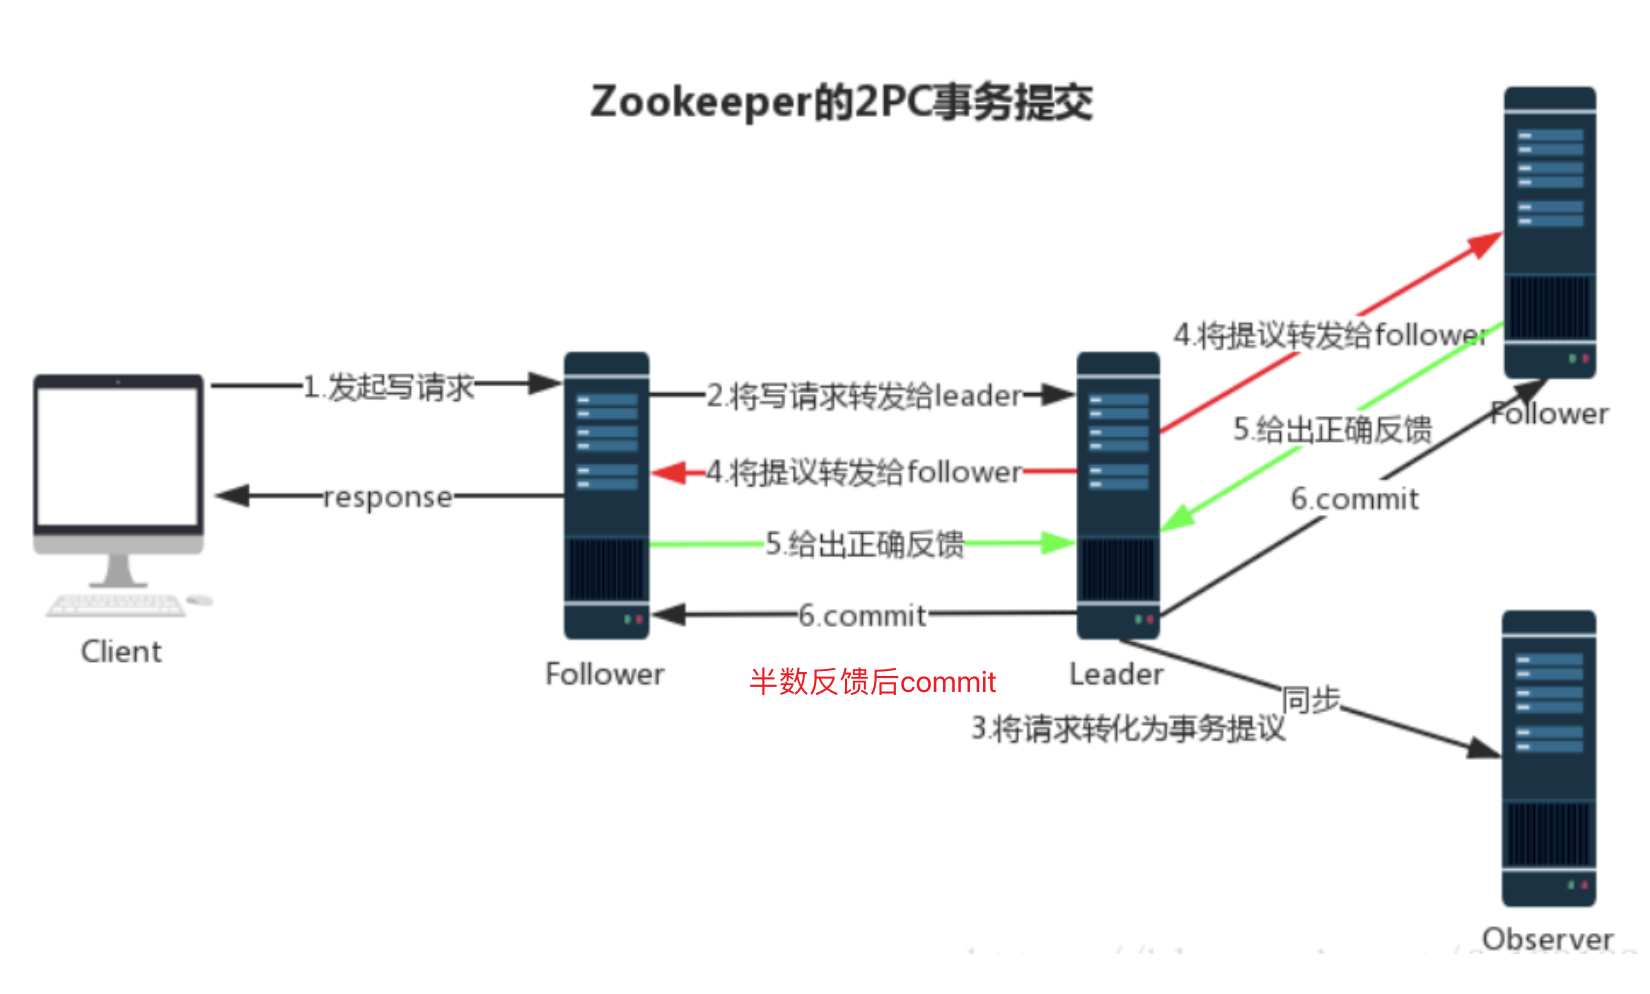 Zookeeper的2PC事务提交
1.发起写请求
2.将写请求转发给leader
4.将提议转发给follower
5.给出正确反馈
Follower
4.将提议转发给follower
response
6.commit
5.给出正确反馈
6.commit
Client
Follower
半数反馈后commit
Leader
同步
3.将请求转化为事务提议
Observer